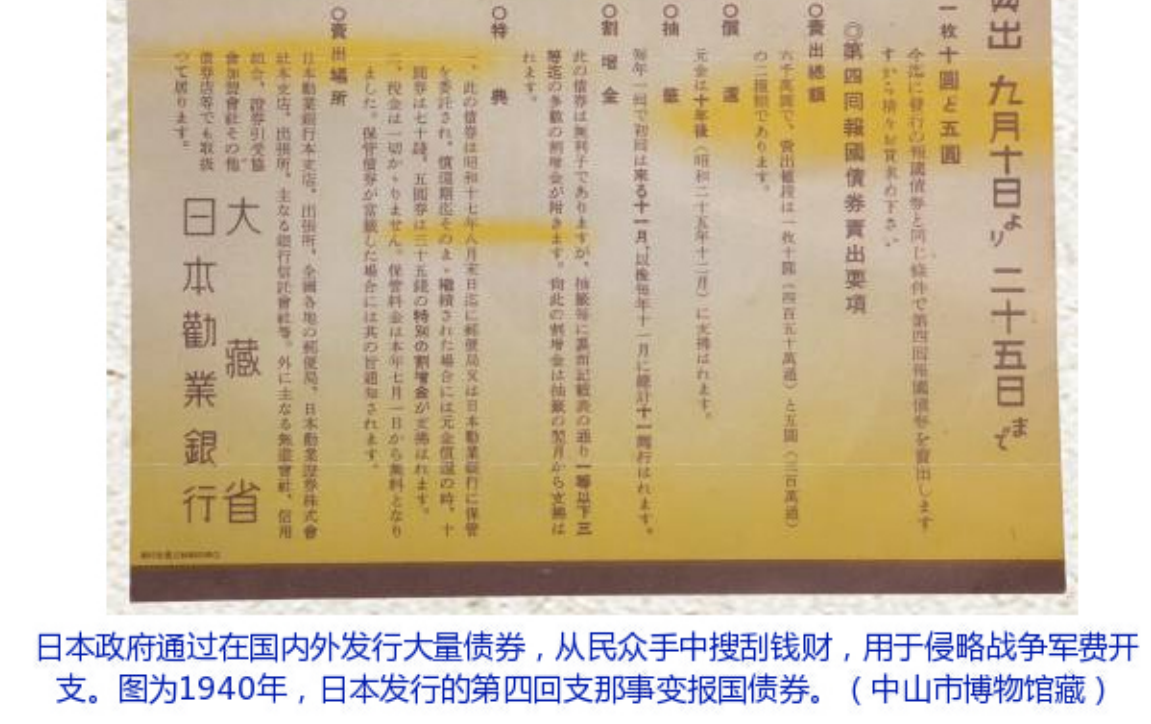 賣出 九月十日より 二十五日まで
一枚十圓と五圓
今迄に發行の報國債券と同じ條件で第四回報國債券を賣出します
すから精々お買求め下さい
◎第四回報國債券賣出要項
○賣出總額
六千萬圓で、賣出値段は一枚十圓(四百五十萬通)と五圓(三百萬通)
の二種類であります。
○償還
元金は十年後(昭和二十五年十二月)に支拂はれます。
○抽籤
毎年一回で初回は來る十一月、以後毎年十一月に總計十一囘行はれます。
○割增金
此の債券は無利子でありますが、抽籤毎に裏面記載表の通り一等以下三
等迄の多數の割增金が附きます。尚此の割增金は抽籤の翌月から支拂は
れます。
○特典
一、此の債券は昭和十七年八月末日迄に郵便局又は日本勸業銀行に保管
を委託され、償還期迄そのまゝ繼續された場合には元金償還の時、十
圓券は七十錢、五圓券は三十五錢の特別の割增金が支拂はれます。
二、稅金は一切かゝりません。保管料金は本年七月一日から無料となり
ました。保管債券が當籤した場合には其の旨通知されます。
○賣出場所
日本勸業銀行本支店、出張所、全國各地の郵便局、日本勸業證券株式會
社本支店、出張所、主なる銀行信託會社等。外に主なる無盡會社、信用
組合、證券引受協
會加盟會社その他
債券店等でも取扱
つて居ります。
大藏省
日本勸業銀行
日本政府通过在国内外发行大量债券，从民众手中搜刮钱财，用于侵略战争军费开
支。图为1940年，日本发行的第四回支那事变报国债券。（中山市博物馆藏）